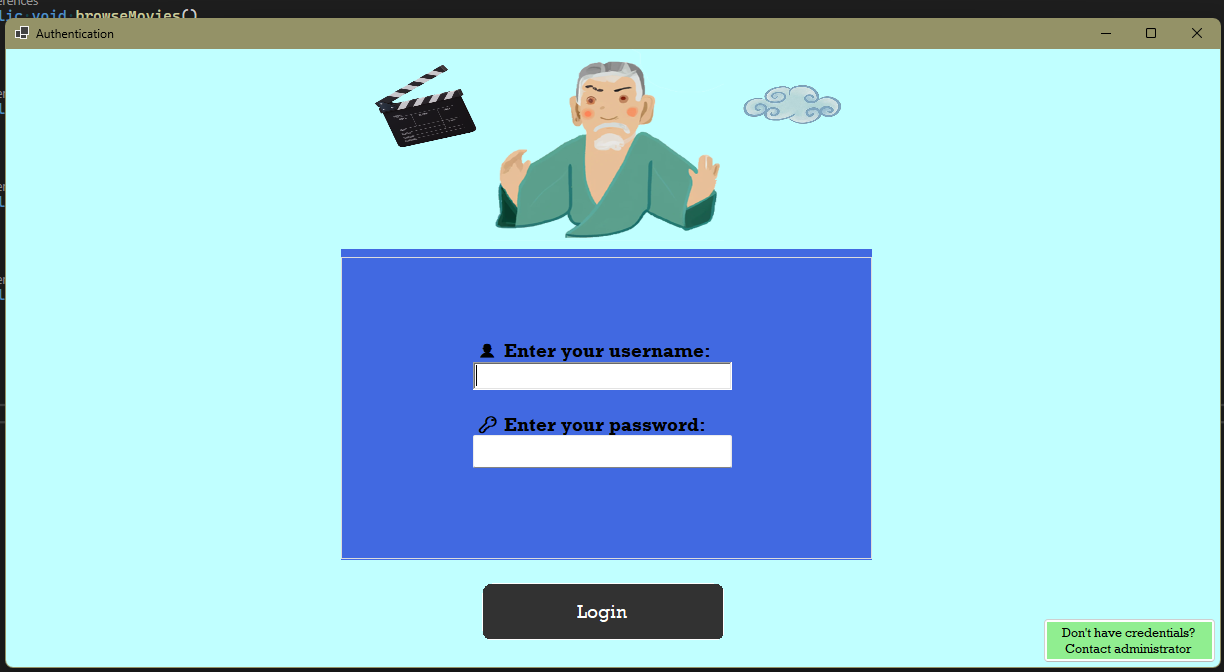 lic void browseMovies()
Authentication
Enter your username:
Enter your password:
Login
Don't have credentials?
Contact administrator